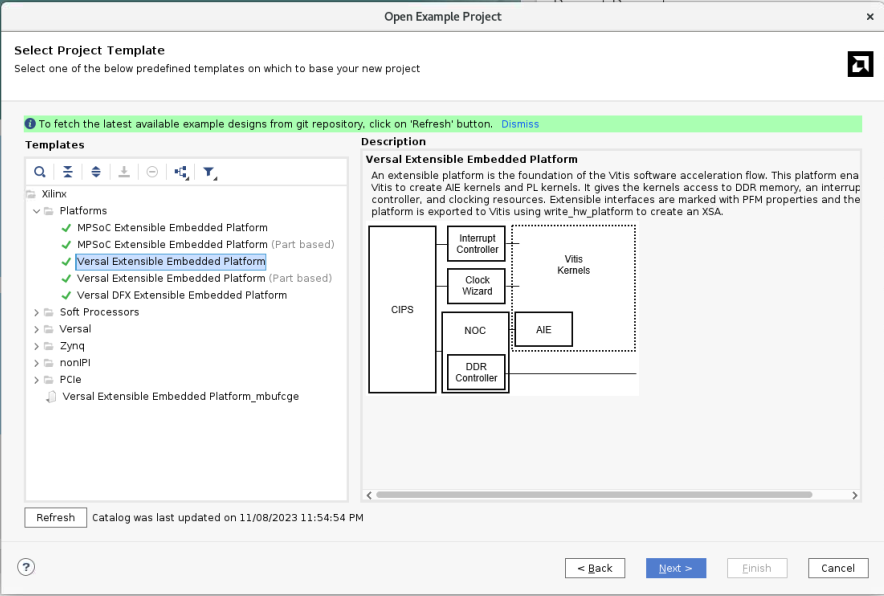 Open Example Project
Select Project Template
Select one of the below predefined templates on which to base your new project
To fetch the latest available example designs from git repository, click on 'Refresh' button. Dismiss
Templates
Xilinx
Platforms
MPSoC Extensible Embedded Platform
MPSoC Extensible Embedded Platform (Part based)
Versal Extensible Embedded Platform
Versal Extensible Embedded Platform (Part based)
Versal DFX Extensible Embedded Platform
Soft Processors
Versal
Zynq
nonIPI
PCIe
Versal Extensible Embedded Platform_mbufcge
Description
Versal Extensible Embedded Platform
An extensible platform is the foundation of the Vitis software acceleration flow. This platform ena
Vitis to create AIE kernels and PL kernels. It gives the kernels access to DDR memory, an interrup
controller, and clocking resources. Extensible interfaces are marked with PFM properties and the
platform is exported to Vitis using write_hw_platform to create an XSA.
CIPS
Interrupt
Controller
Clock
Wizard
NOC
DDR
Controller
Vitis
Kernels
AIE
Refresh
Catalog was last updated on 11/08/2023 11:54:54 PM
?
< Back
Next >
Finish
Cancel